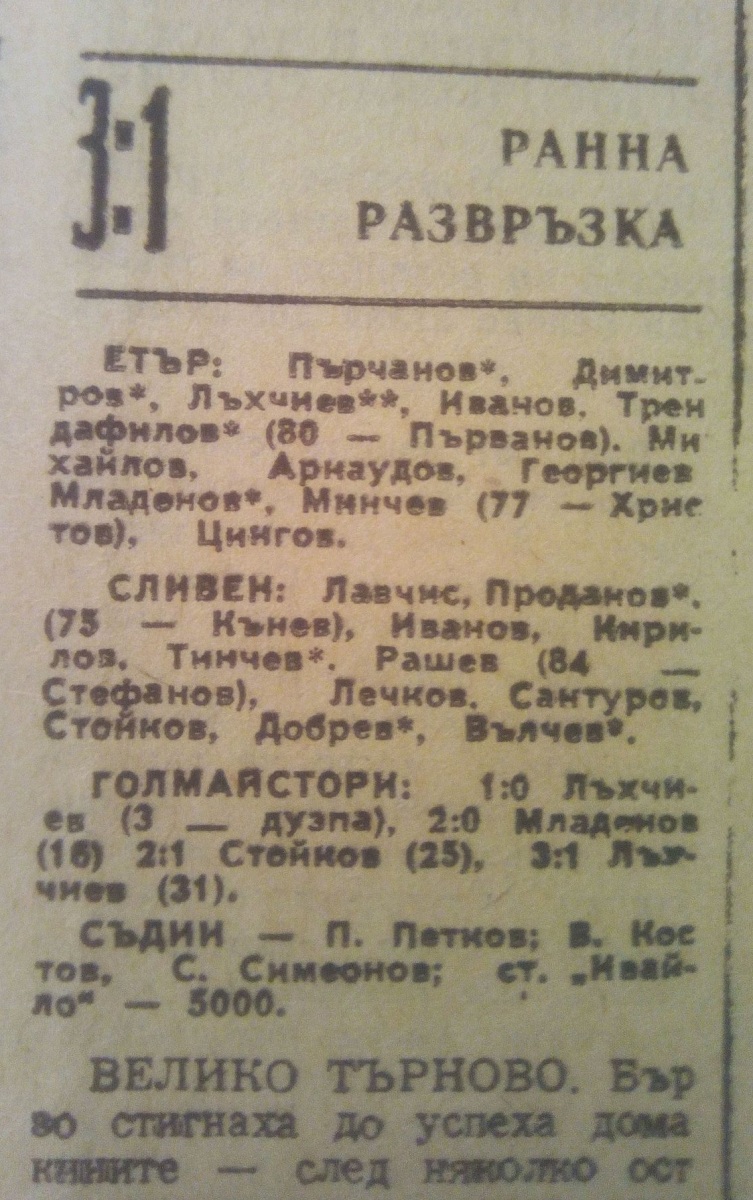 3:1
РАННА
РАЗВРЪЗКА
ЕТЪР: Пърчанов*, Димит-
ров*, Лъхчиев**, Иванов, Трен
дафилов* (80 — Първанов). Ми
хайлов, Арнаудов, Георгиев
Младенов*, Минчев (77 — Хрис
тов), Цингов.
СЛИВЕН: Лавчис, Проданов*.
(75 — Кънев), Иванов, Кири-
лов. Тинчев*. Рашев (84 —
Стефанов), Лечков. Сантуров,
Стойков, Добрев*, Вълчев*.
ГОЛМАЙСТОРИ: 1:0 Лъхчи-
ев (3 — дузпа), 2:0 Младенов
(16) 2:1 Стойков (25), 3:1 Лъх-
чиев (31).
СЪДИИ — П. Петков; В. Кос
тов, С. Симеонов; ст. „Ивай-
ло“ — 5000.
ВЕЛИКО ТЪРНОВО. Бър
зо стигнаха до успеха дома
кините — след няколко ост